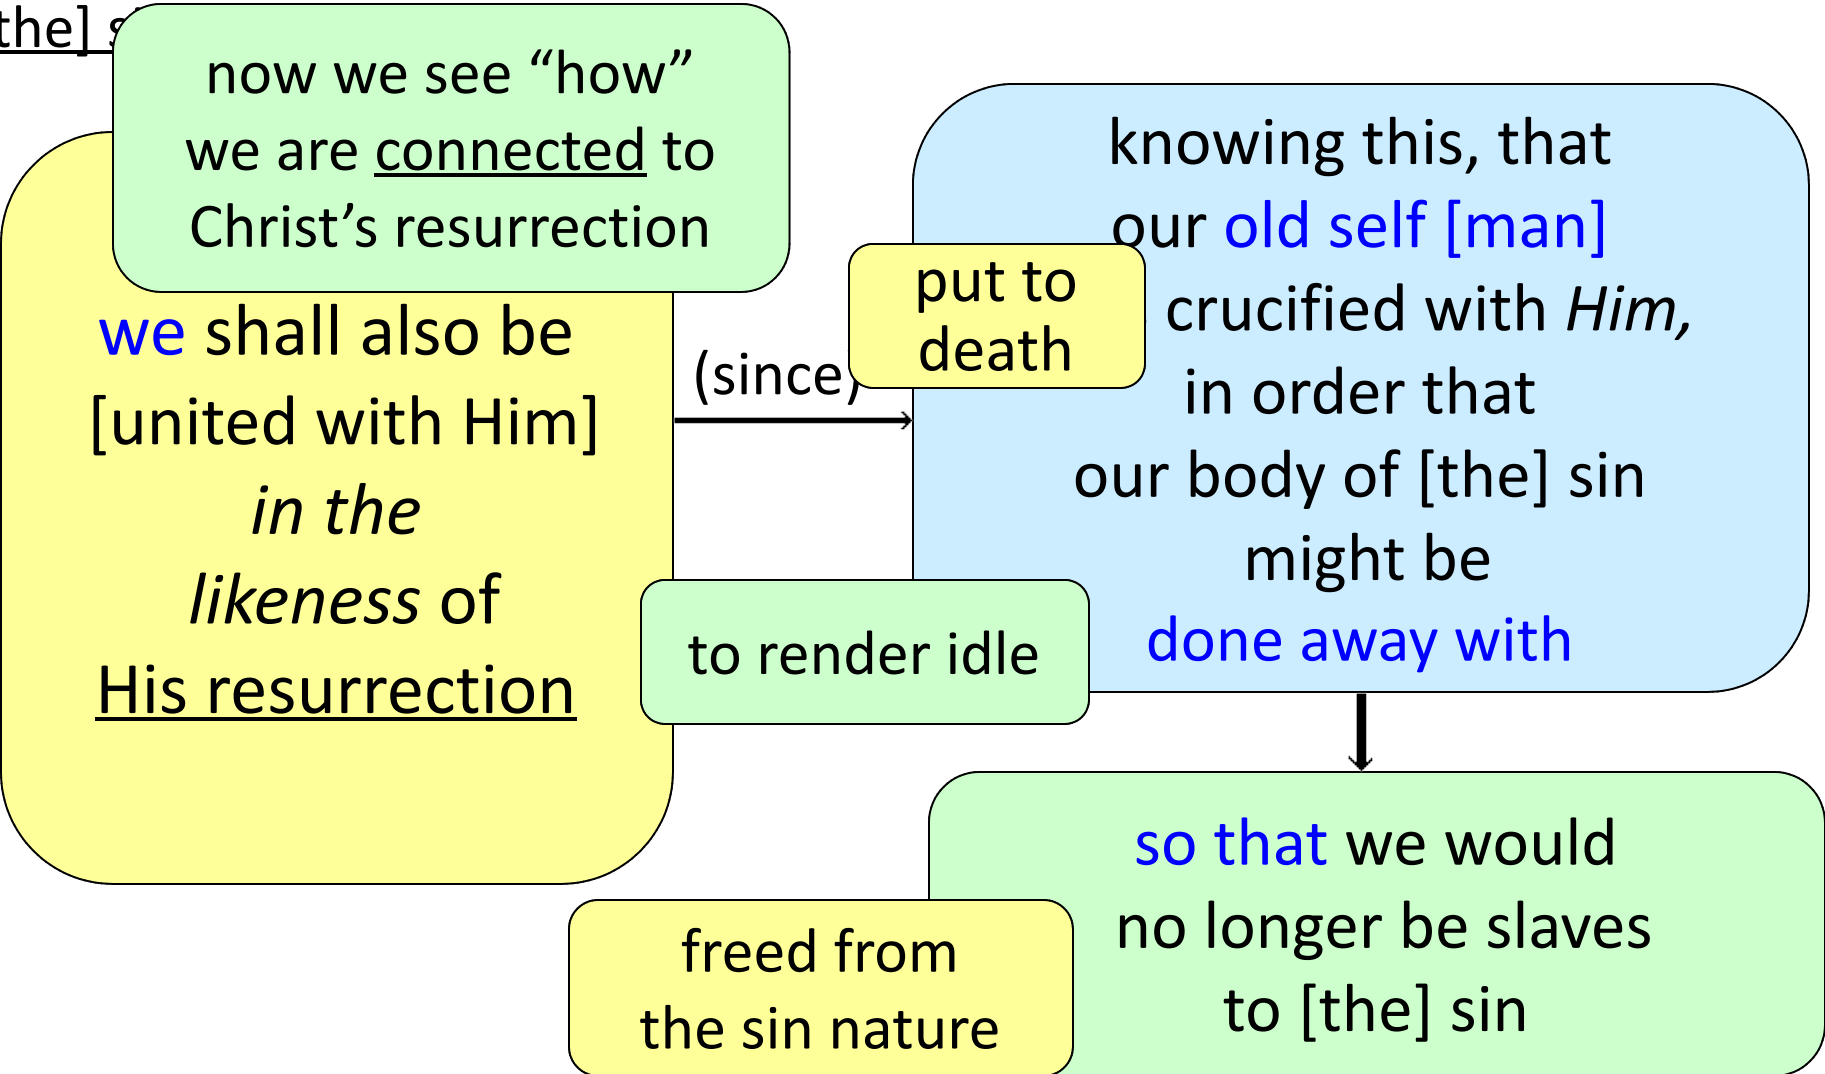 the]
now we see “how”
we are connected to
Christ’s resurrection
we shall also be
[united with Him]
in the
likeness of
His resurrection
(since)
put to
death
knowing this, that
our old self [man]
crucified with Him,
in order that
our body of [the] sin
might be
done away with
to render idle
so that we would
no longer be slaves
to [the] sin
freed from
the sin nature